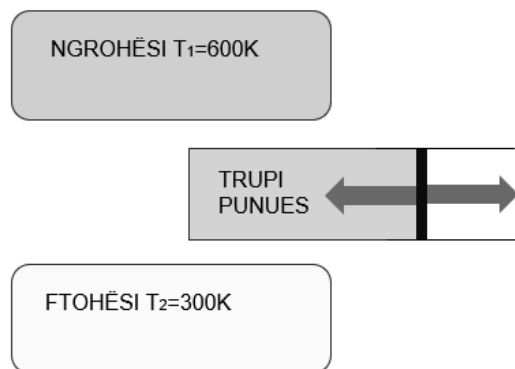 NGROHËSI T₁=600K
TRUPI
PUNUES
FTOHËSI T₂=300K